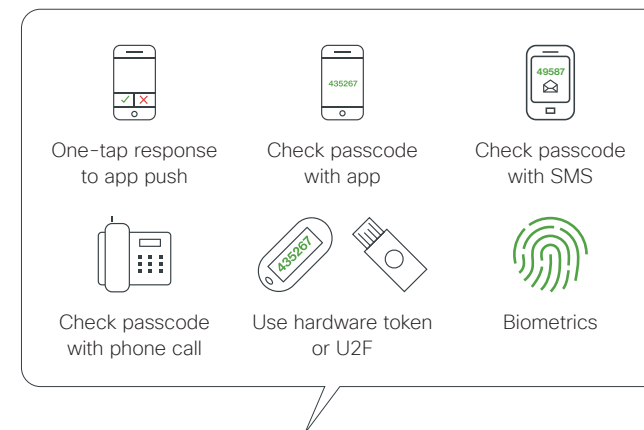 435267
49587
One-tap response
to app push
Check passcode
with app
Check passcode
with SMS
435267
Check passcode
with phone call
Use hardware token
or U2F
Biometrics